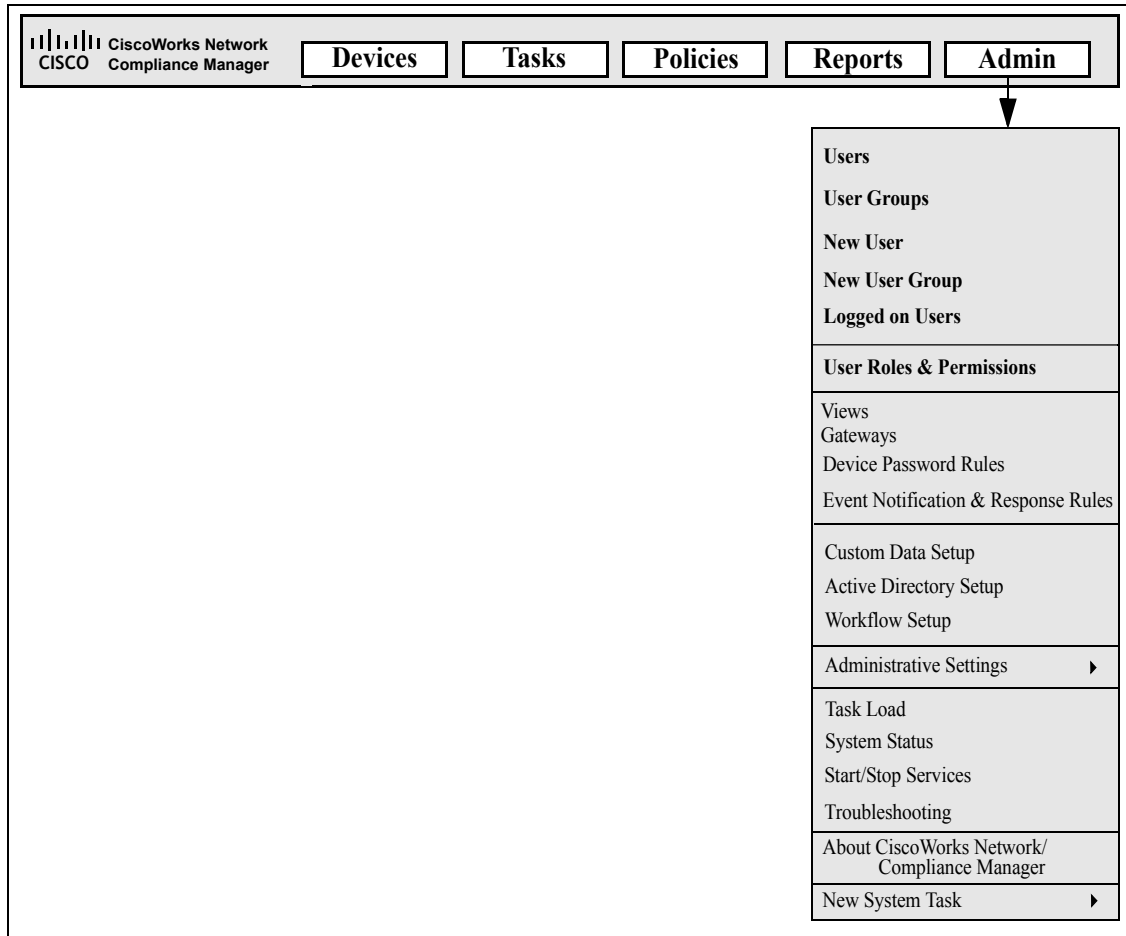 CiscoWorks Network
CISCO Compliance Manager
Devices
Tasks
Policies
Reports
Admin
Users
User Groups
New User
New User Group
Logged on Users
User Roles & Permissions
Views
Gateways
Device Password Rules
Event Notification & Response Rules
Custom Data Setup
Active Directory Setup
Workflow Setup
Administrative Settings
Task Load
System Status
Start/Stop Services
Troubleshooting
About CiscoWorks Network/
Compliance Manager
New System Task